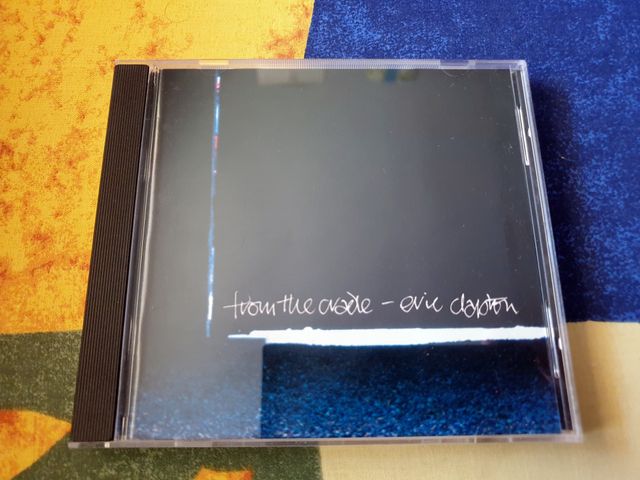 from the cradle - eric clapton